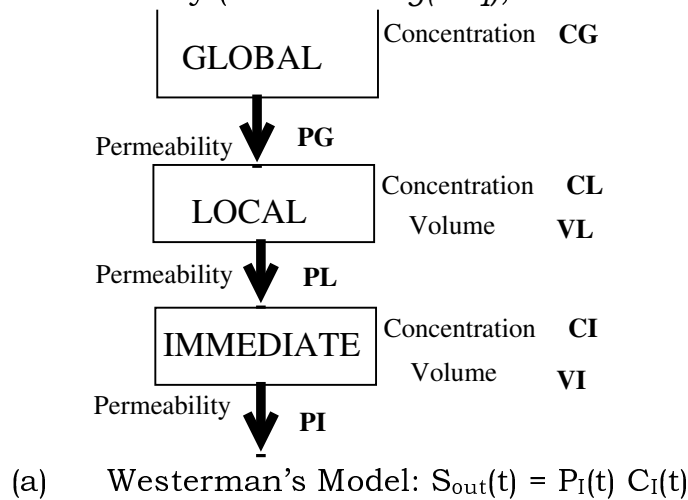 Concentration CG
GLOBAL
Permeability PG
Concentration CL
LOCAL
Volume VL
Permeability PL
Concentration CI
IMMEDIATE
Volume VI
Permeability PI
(a) Westerman's Model: Sout(t) = PI(t) CI(t)